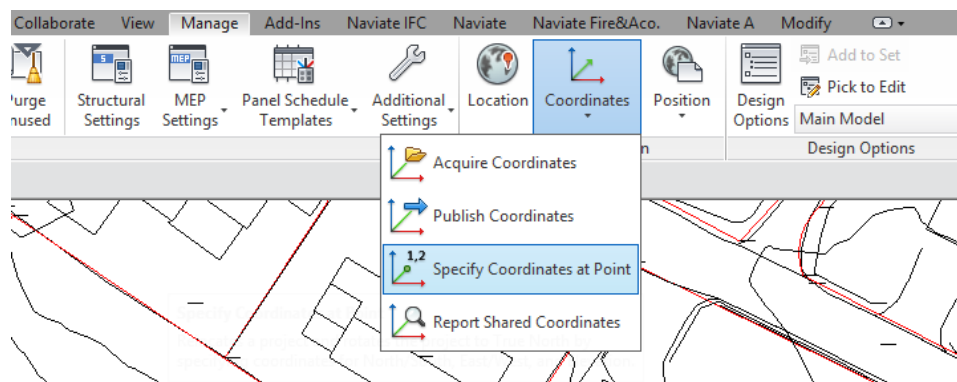 Collaborate View Manage Add-Ins Naviate IFC Naviate Naviate Fire&Aco. Naviate A Modify
Structural Settings
MEP Settings
Panel Schedule Templates
Additional Settings
Location
Coordinates
Position
Design Options
Add to Set
Pick to Edit
Main Model
Design Options
Acquire Coordinates
Publish Coordinates
1,2
Specify Coordinates at Point
Report Shared Coordinates